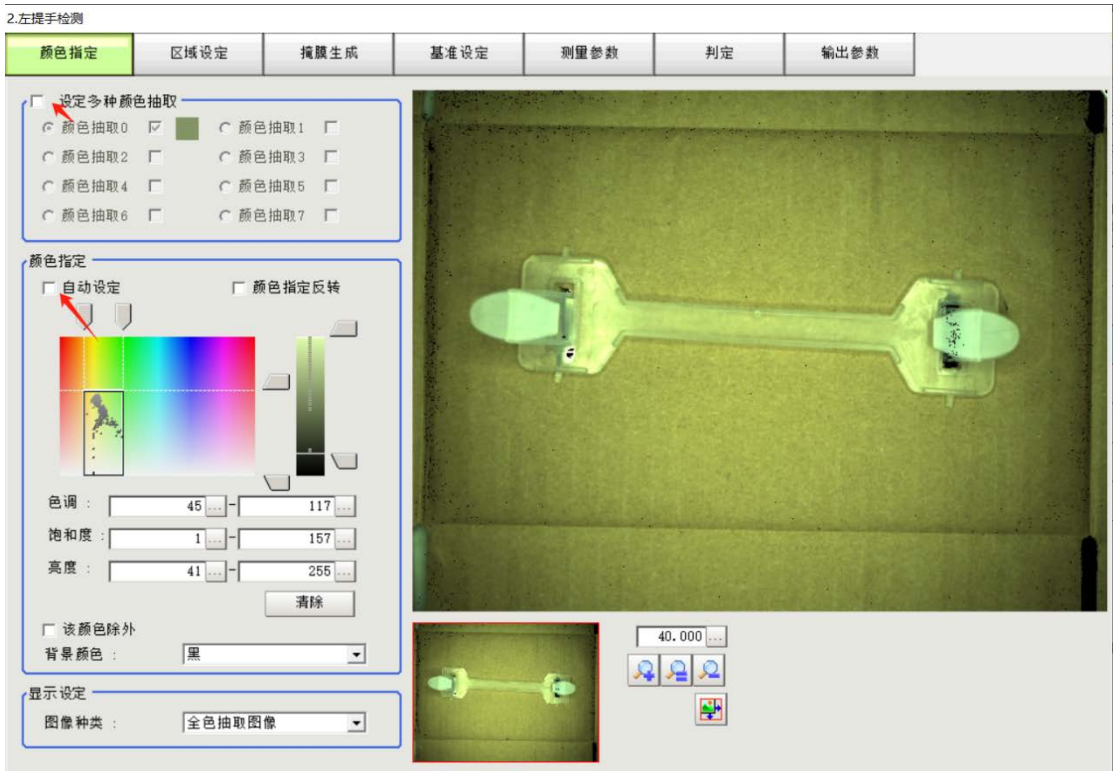 2.左提手检测
颜色指定 区域设定 掩膜生成 基准设定 测量参数 判定 输出参数
设定多种颜色抽取
颜色抽取0 颜色抽取1
颜色抽取2 颜色抽取3
颜色抽取4 颜色抽取5
颜色抽取6 颜色抽取7
颜色指定
自动设定 颜色指定反转
色调 : 45 ... - 117 ...
饱和度 : 1 ... - 157 ...
亮度 : 41 ... - 255 ...
清除
该颜色除外
背景颜色 : 黑
40.000 ...
显示设定
图像种类 : 全色抽取图像